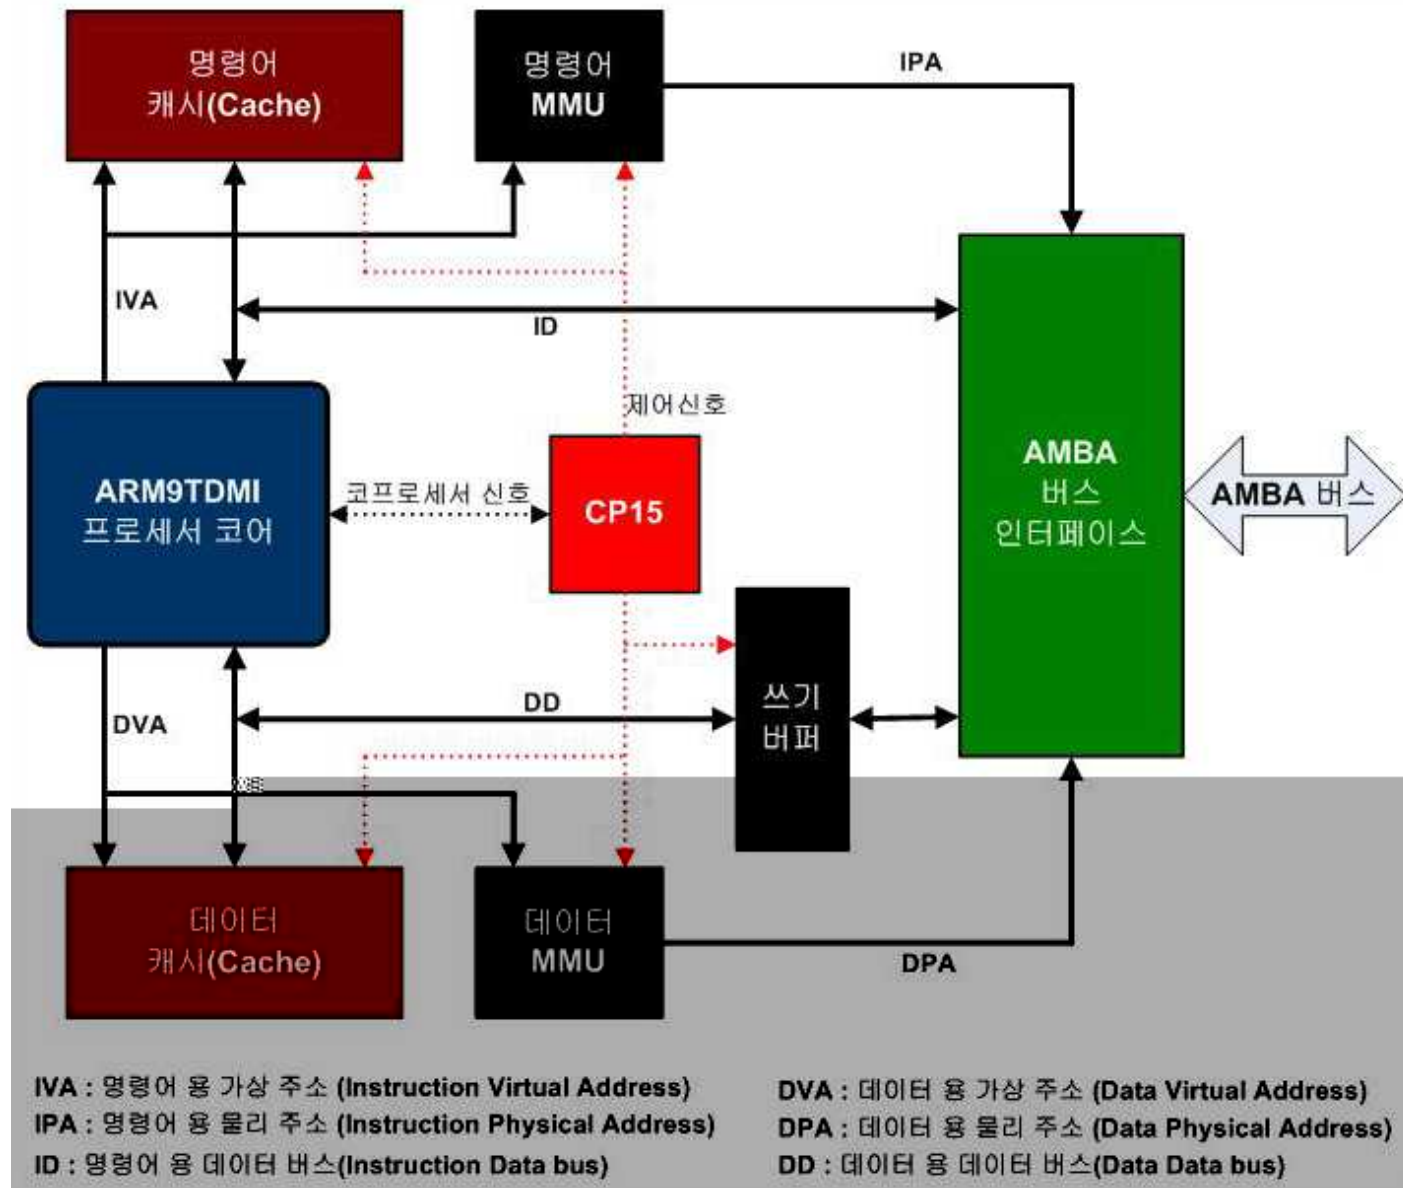 명령어
캐시(Cache)
명령어
MMU
IPA
IVA
ID
제어신호
ARM9TDMI
프로세서 코어
코프로세서 신호
CP15
AMBA
버스
인터페이스
AMBA 버스
쓰기
버퍼
DD
DVA
데이터
캐시(Cache)
데이터
MMU
DPA
IVA : 명령어 용 가상 주소 (Instruction Virtual Address)
DVA : 데이터 용 가상 주소 (Data Virtual Address)
IPA : 명령어 용 물리 주소 (Instruction Physical Address)
DPA : 데이터 용 물리 주소 (Data Physical Address)
ID : 명령어 용 데이터 버스(Instruction Data bus)
DD : 데이터 용 데이터 버스(Data Data bus)